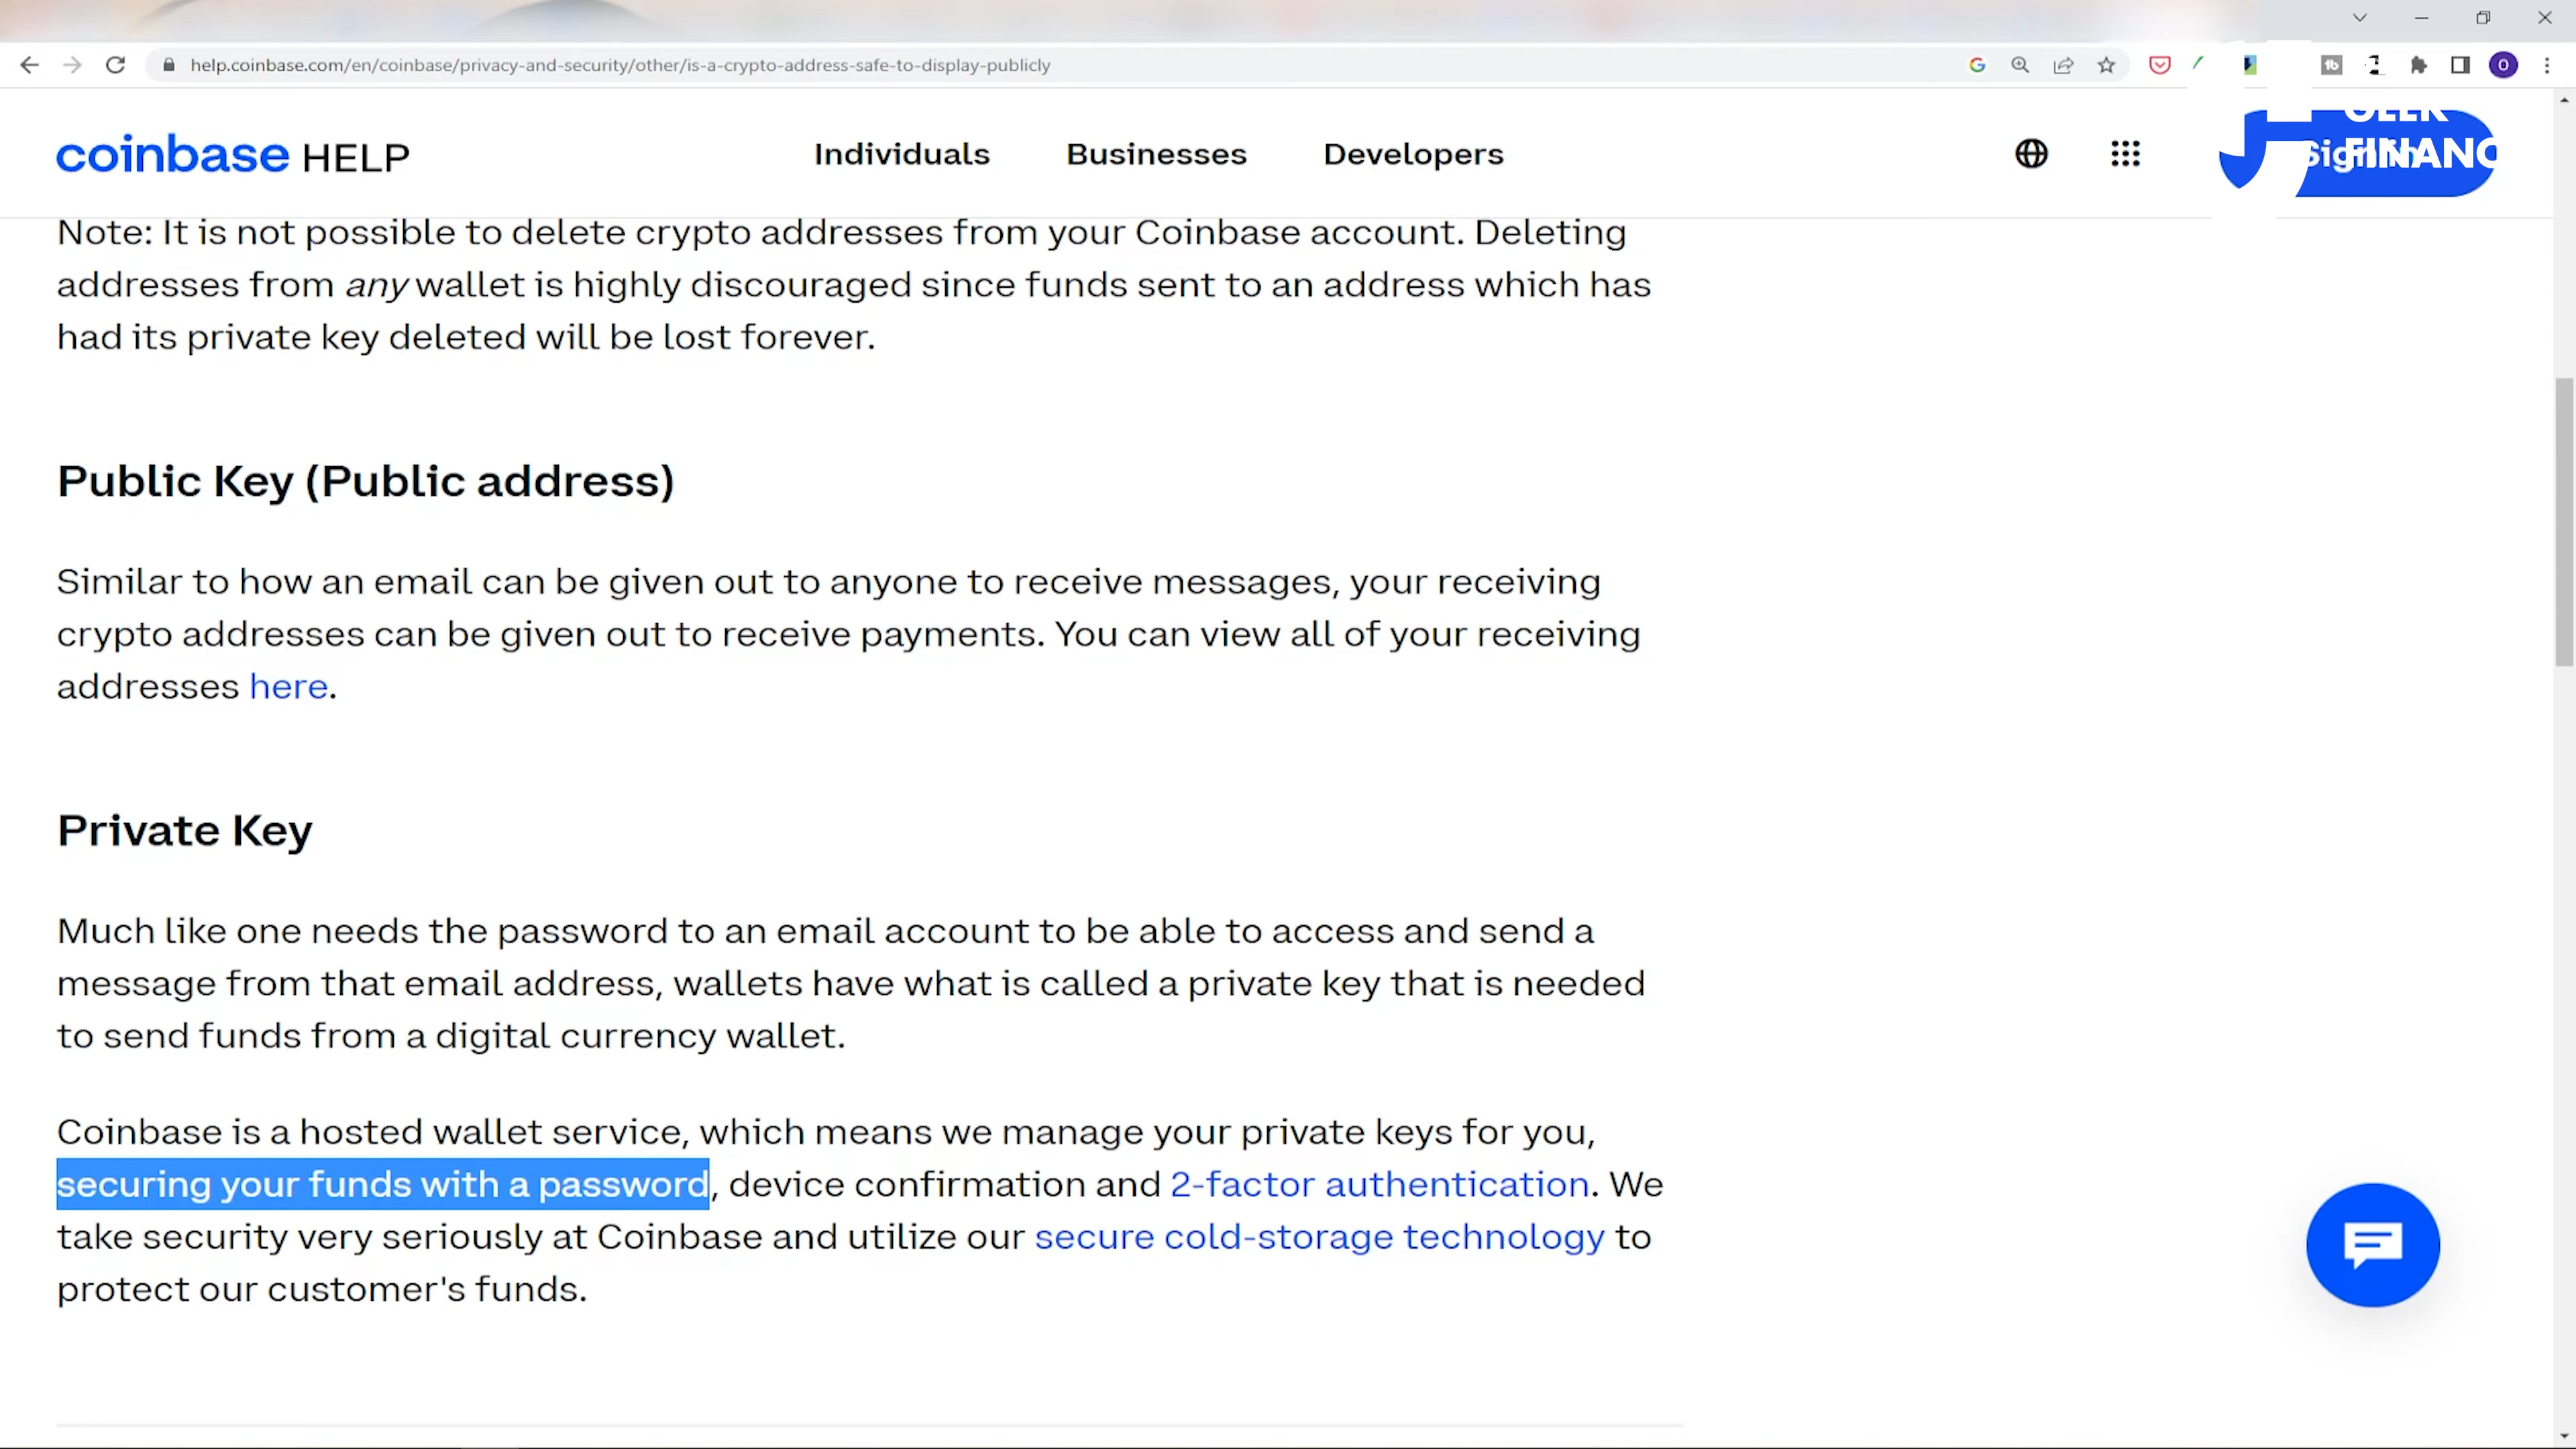 help.coinbase.com/en/coinbase/privacy-and-security/other/is-a-crypto-address-safe-to-display-publicly
coinbase HELP
Individuals
Businesses
Developers
FINANC
Note: It is not possible to delete crypto addresses from your Coinbase account. Deleting
addresses from any wallet is highly discouraged since funds sent to an address which has
had its private key deleted will be lost forever.
Public Key (Public address)
Similar to how an email can be given out to anyone to receive messages, your receiving
crypto addresses can be given out to receive payments. You can view all of your receiving
addresses here.
Private Key
Much like one needs the password to an email account to be able to access and send a
message from that email address, wallets have what is called a private key that is needed
to send funds from a digital currency wallet.
Coinbase is a hosted wallet service, which means we manage your private keys for you,
securing your funds with a password, device confirmation and 2-factor authentication. We
take security very seriously at Coinbase and utilize our secure cold-storage technology to
protect our customer's funds.